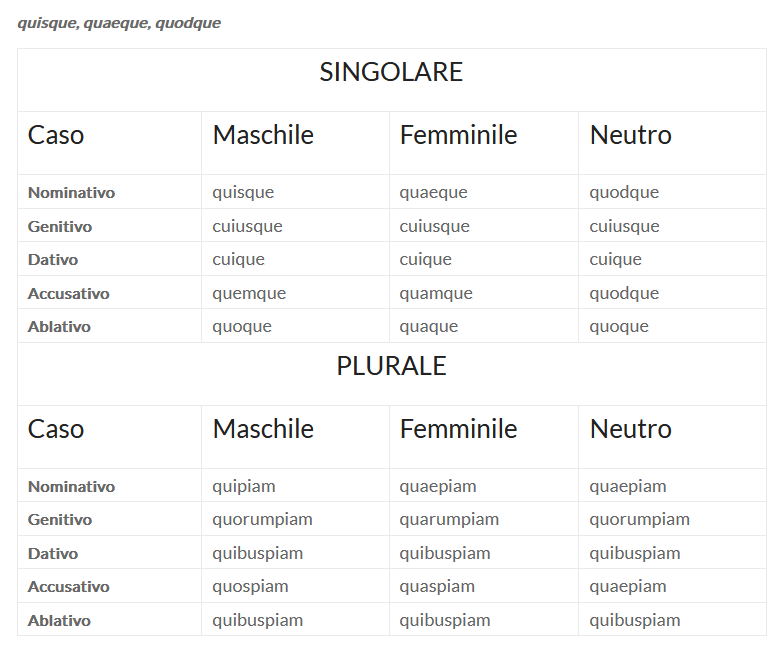 quisque, quaeque, quodque
SINGOLARE
Caso Maschile Femminile Neutro
Nominativo quisque quaeque quodque
Genitivo cuiusque cuiusque cuiusque
Dativo cuique cuique cuique
Accusativo quemque quamque quodque
Ablativo quoque quaque quoque
PLURALE
Caso Maschile Femminile Neutro
Nominativo quipiam quaepiam quaepiam
Genitivo quorumpiam quarumpiam quorumpiam
Dativo quibuspiam quibuspiam quibuspiam
Accusativo quospiam quaspiam quaepiam
Ablativo quibuspiam quibuspiam quibuspiam